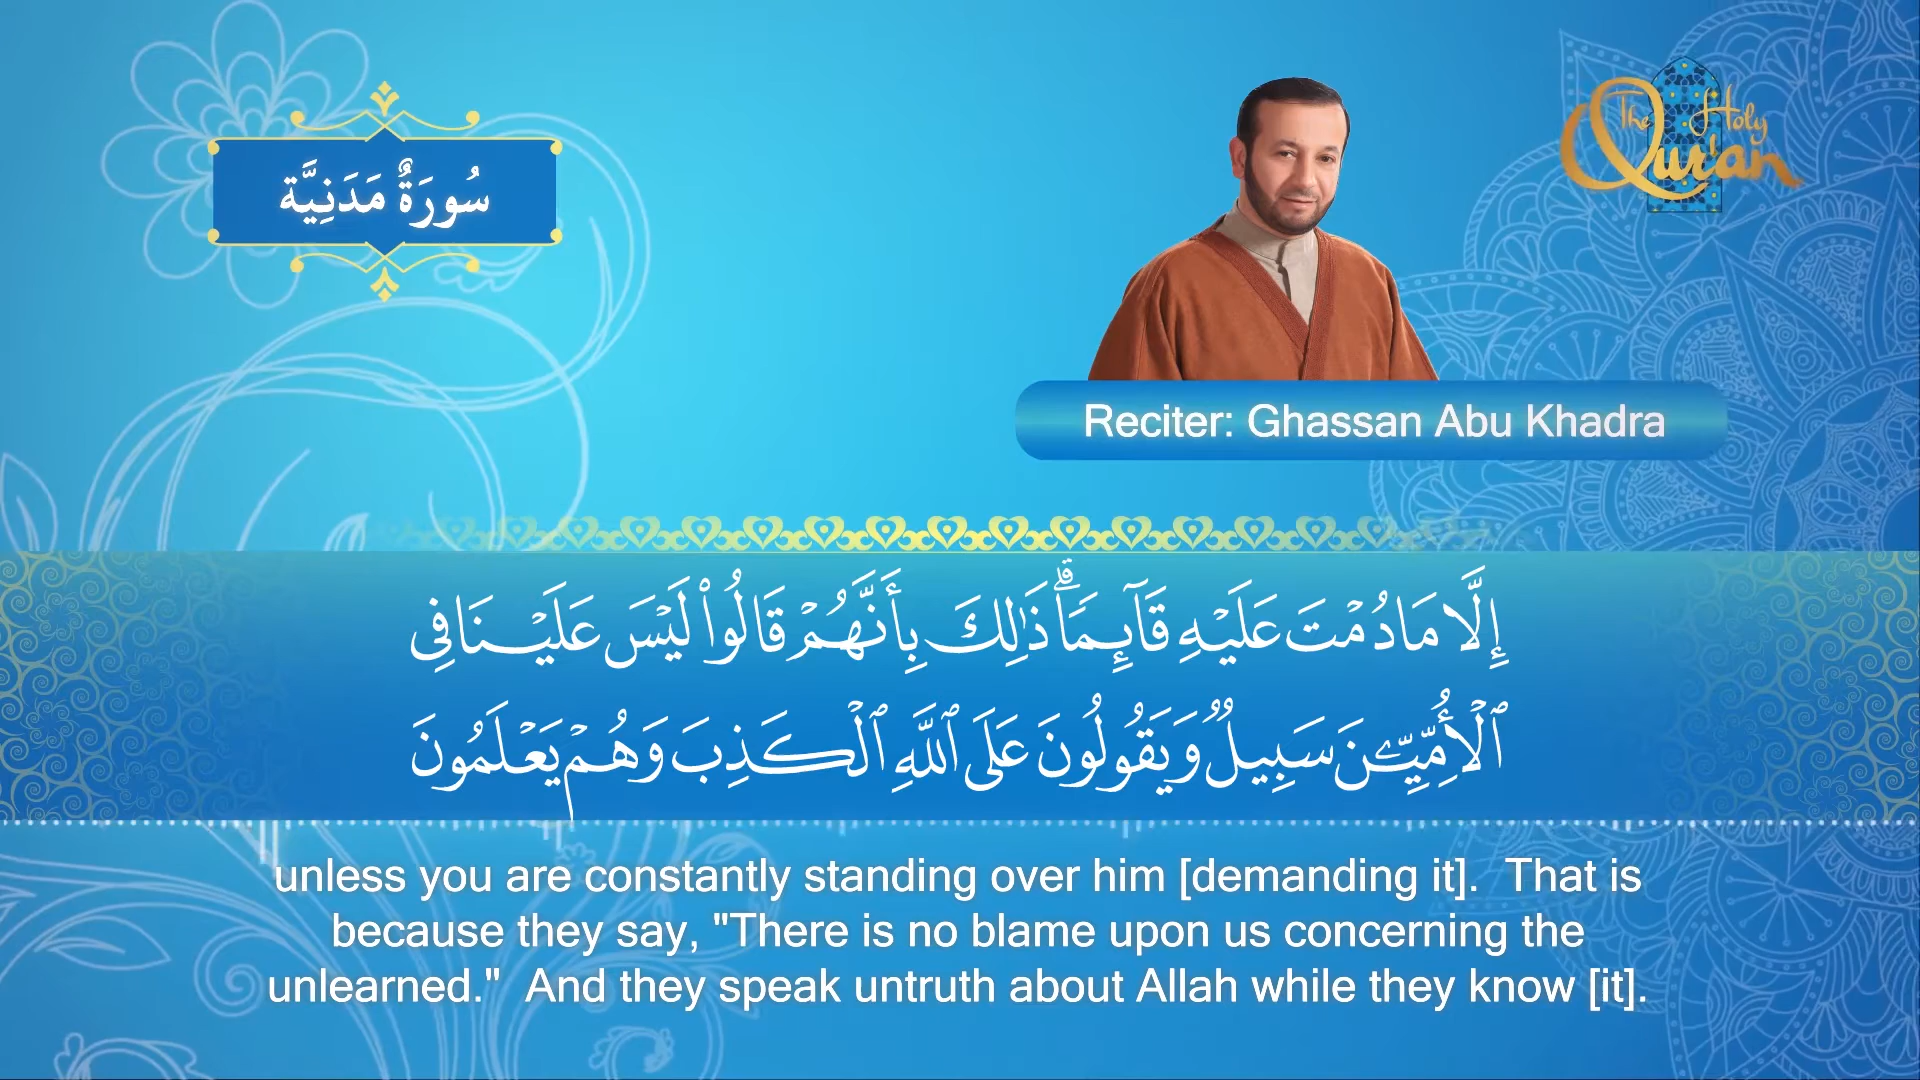 سُورَةٌ مَدَنِيَّة
The Holy Qur'an
Reciter: Ghassan Abu Khadra
إِلَّا مَا دُمْتَ عَلَيْهِ قَآئِمًاۗ ذَٰلِكَ بِأَنَّهُمْ قَالُوا۟ لَيْسَ عَلَيْنَا فِى
ٱلْأُمِّيِّـۧنَ سَبِيلٌ وَيَقُولُونَ عَلَى ٱللَّهِ ٱلْكَذِبَ وَهُمْ يَعْلَمُونَ
unless you are constantly standing over him [demanding it].  That is
because they say, "There is no blame upon us concerning the
unlearned."  And they speak untruth about Allah while they know [it].